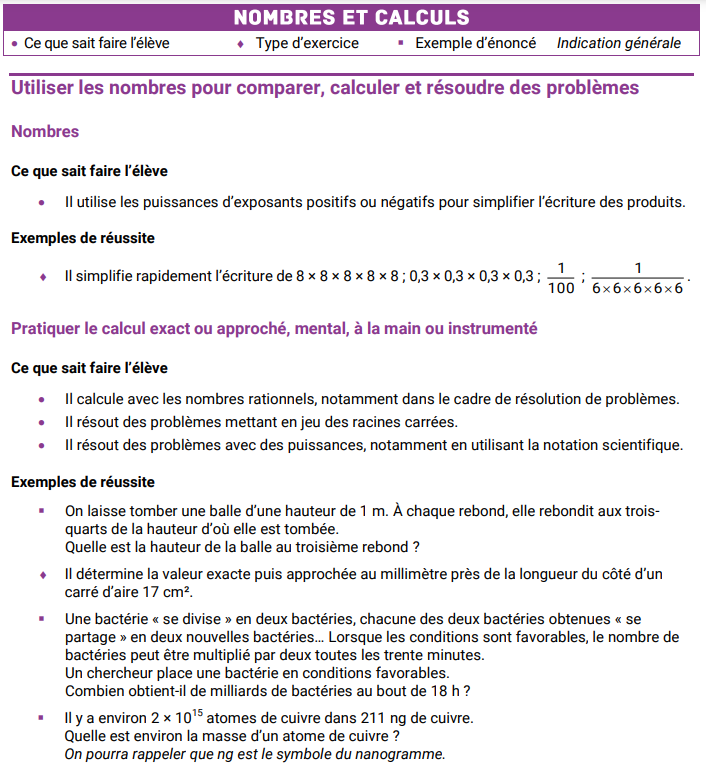 NOMBRES ET CALCULS
• Ce que sait faire l'élève ♦ Type d'exercice ▪ Exemple d'énoncé Indication générale
Utiliser les nombres pour comparer, calculer et résoudre des problèmes
Nombres
Ce que sait faire l'élève
• Il utilise les puissances d'exposants positifs ou négatifs pour simplifier l'écriture des produits.
Exemples de réussite
♦ Il simplifie rapidement l'écriture de 8 × 8 × 8 × 8 × 8 ; 0,3 × 0,3 × 0,3 × 0,3 ; 1/100 ; 1/(6×6×6×6×6) .
Pratiquer le calcul exact ou approché, mental, à la main ou instrumenté
Ce que sait faire l'élève
• Il calcule avec les nombres rationnels, notamment dans le cadre de résolution de problèmes.
• Il résout des problèmes mettant en jeu des racines carrées.
• Il résout des problèmes avec des puissances, notamment en utilisant la notation scientifique.
Exemples de réussite
▪ On laisse tomber une balle d'une hauteur de 1 m. À chaque rebond, elle rebondit aux trois-
quarts de la hauteur d'où elle est tombée.
Quelle est la hauteur de la balle au troisième rebond ?
♦ Il détermine la valeur exacte puis approchée au millimètre près de la longueur du côté d'un
carré d'aire 17 cm².
▪ Une bactérie « se divise » en deux bactéries, chacune des deux bactéries obtenues « se
partage » en deux nouvelles bactéries… Lorsque les conditions sont favorables, le nombre de
bactéries peut être multiplié par deux toutes les trente minutes.
Un chercheur place une bactérie en conditions favorables.
Combien obtient-il de milliards de bactéries au bout de 18 h ?
▪ Il y a environ 2 × 10¹⁵ atomes de cuivre dans 211 ng de cuivre.
Quelle est environ la masse d'un atome de cuivre ?
On pourra rappeler que ng est le symbole du nanogramme.